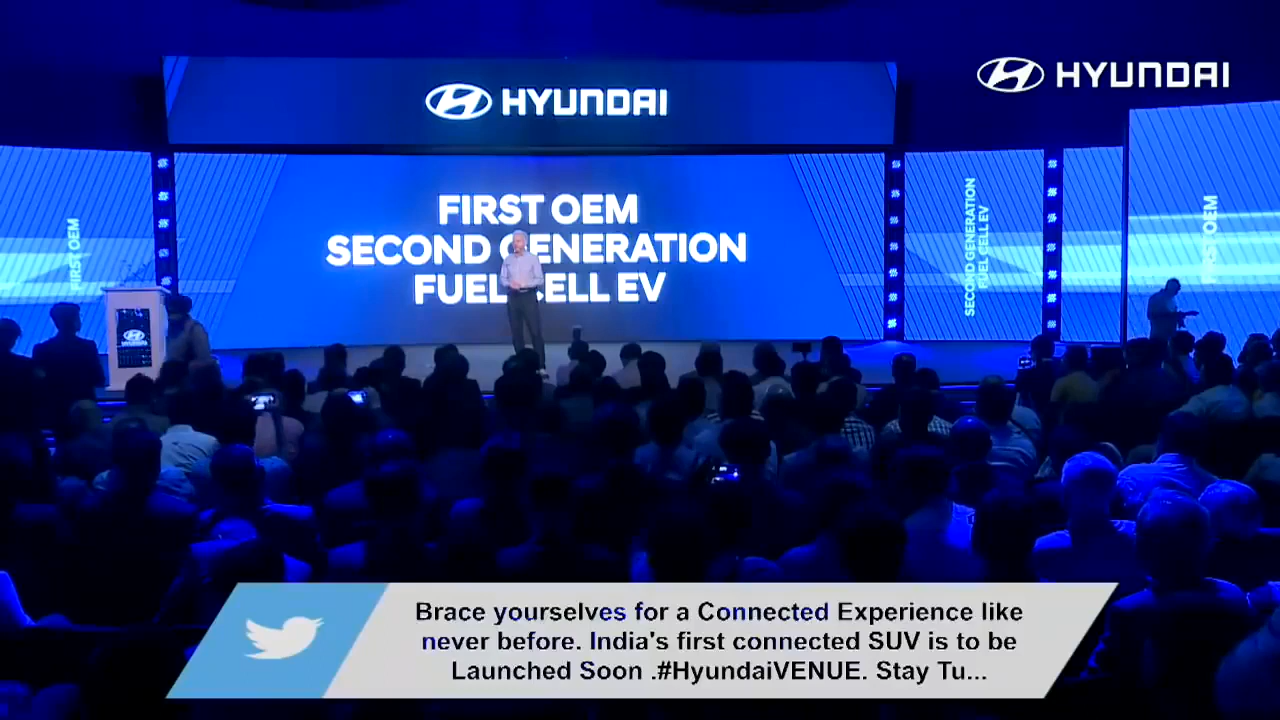 HYUNDAI
HYUNDAI
FIRST OEM
SECOND GENERATION
FUEL CELL EV
FIRST OEM
SECOND GENERATION
FUEL CELL EV
FIRST OEM
HYUNDAI
Brace yourselves for a Connected Experience like
never before. India's first connected SUV is to be
Launched Soon .#HyundaiVENUE. Stay Tu...